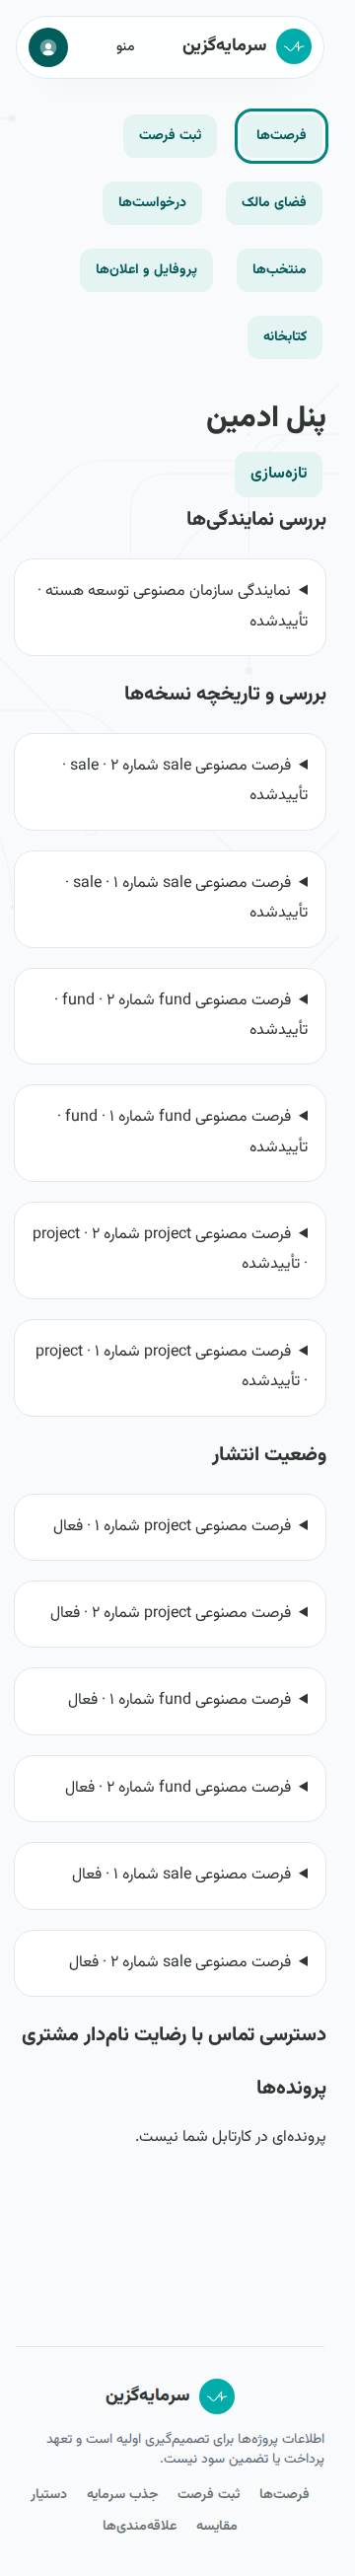 سرمایه‌گزین
منو
فرصت‌ها
ثبت فرصت
فضای مالک
درخواست‌ها
منتخب‌ها
پروفایل و اعلان‌ها
کتابخانه
پنل ادمین
تازه‌سازی
بررسی نمایندگی‌ها
نمایندگی سازمان مصنوعی توسعه هسته ·
تأییدشده
بررسی و تاریخچه نسخه‌ها
فرصت مصنوعی sale شماره ۲ · sale ·
تأییدشده
فرصت مصنوعی sale شماره ۱ · sale ·
تأییدشده
فرصت مصنوعی fund شماره ۲ · fund ·
تأییدشده
فرصت مصنوعی fund شماره ۱ · fund ·
تأییدشده
فرصت مصنوعی project شماره ۲ · project
· تأییدشده
فرصت مصنوعی project شماره ۱ · project
· تأییدشده
وضعیت انتشار
فرصت مصنوعی project شماره ۱ · فعال
فرصت مصنوعی project شماره ۲ · فعال
فرصت مصنوعی fund شماره ۱ · فعال
فرصت مصنوعی fund شماره ۲ · فعال
فرصت مصنوعی sale شماره ۱ · فعال
فرصت مصنوعی sale شماره ۲ · فعال
دسترسی تماس با رضایت نام‌دار مشتری
پرونده‌ها
پرونده‌ای در کارتابل شما نیست.
سرمایه‌گزین
اطلاعات پروژه‌ها برای تصمیم‌گیری اولیه است و تعهد
پرداخت یا تضمین سود نیست.
فرصت‌ها ثبت فرصت جذب سرمایه دستیار
مقایسه علاقه‌مندی‌ها